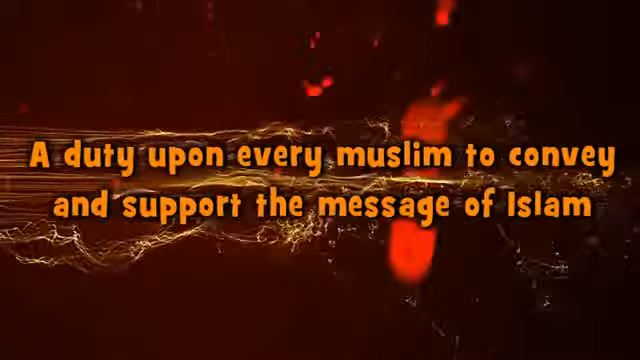 A duty upon every muslim to convey
and support the message of Islam